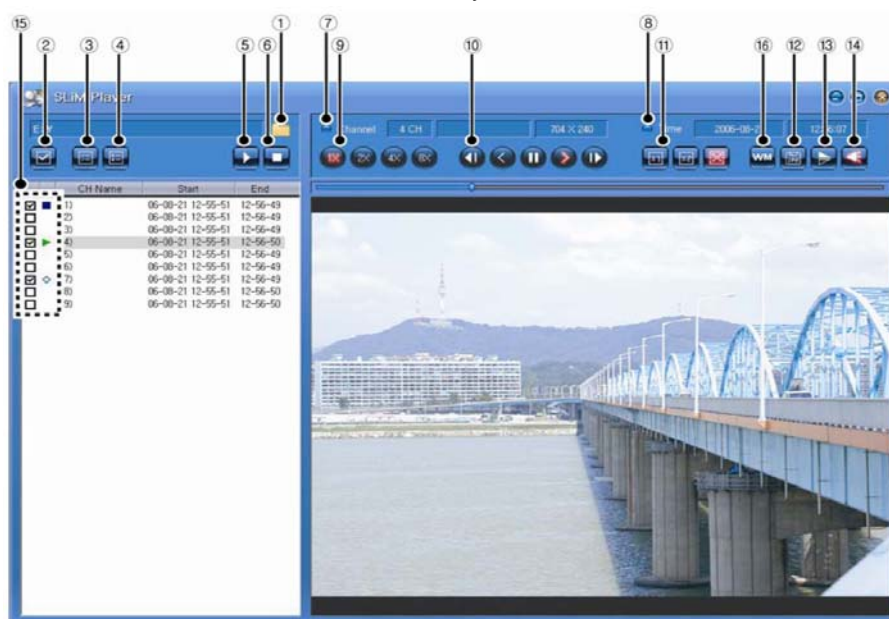 ⑮ ① ⑦ ⑧
② ③ ④ ⑤ ⑥ ⑨ ⑩ ⑪ ⑯ ⑫ ⑬ ⑭
SLiM Player
Channel 4 CH 704 X 240
1X 2X 4X 8X WM
CH Name Start End
1) 06-08-21 12-55-51 12-56-49
2) 06-08-21 12-55-51 12-56-49
3) 06-08-21 12-55-51 12-56-49
4) 06-08-21 12-55-51 12-56-50
5) 06-08-21 12-55-51 12-56-49
6) 06-08-21 12-55-51 12-56-49
7) 06-08-21 12-55-51 12-56-49
8) 06-08-21 12-55-51 12-56-50
9) 06-08-21 12-55-51 12-56-50